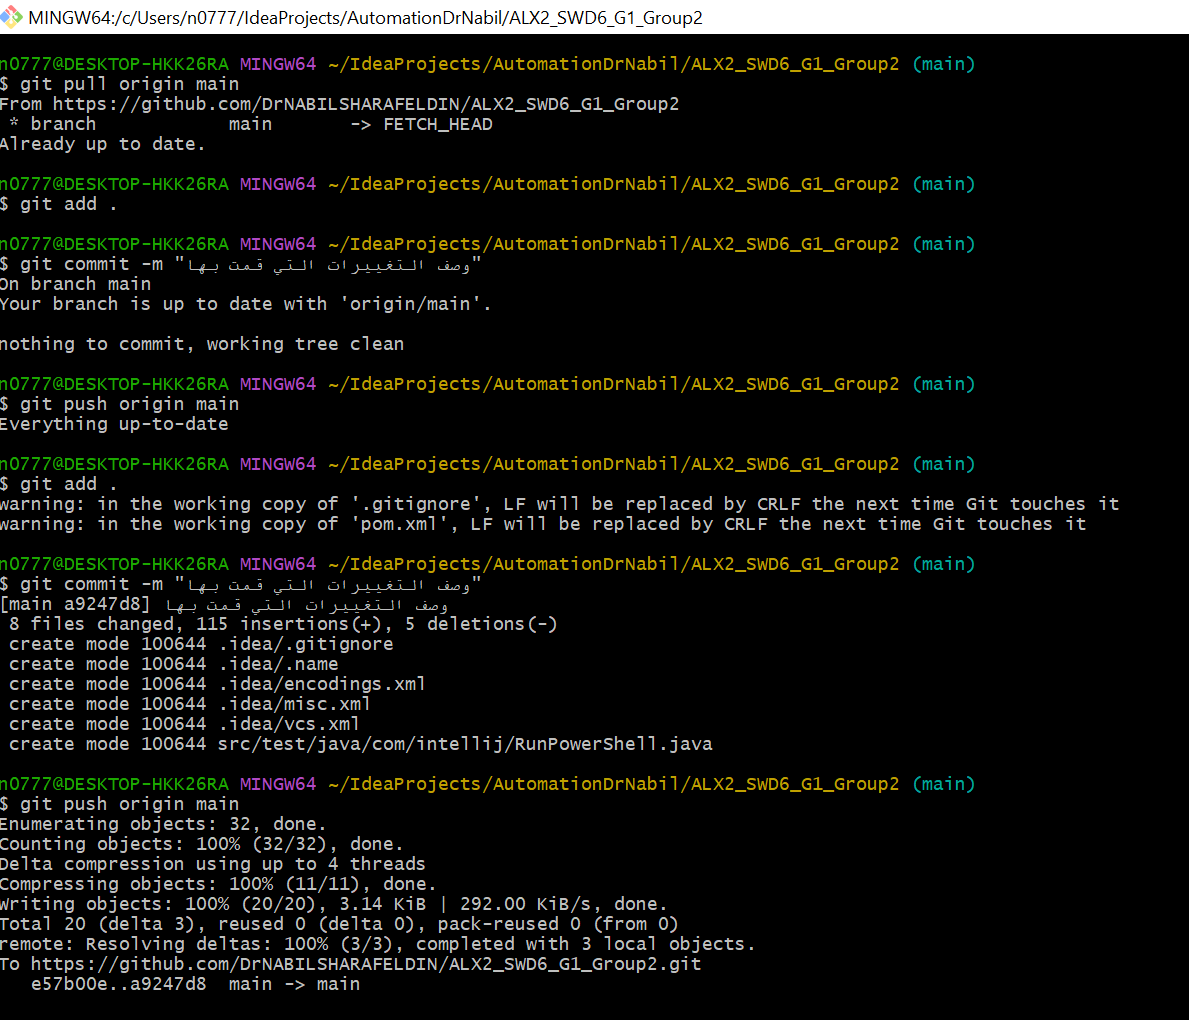 MINGW64:/c/Users/n0777/IdeaProjects/AutomationDrNabil/ALX2_SWD6_G1_Group2
n0777@DESKTOP-HKK26RA MINGW64 ~/IdeaProjects/AutomationDrNabil/ALX2_SWD6_G1_Group2 (main)
$ git pull origin main
From https://github.com/DrNABILSHARAFELDIN/ALX2_SWD6_G1_Group2
 * branch            main       -> FETCH_HEAD
Already up to date.
n0777@DESKTOP-HKK26RA MINGW64 ~/IdeaProjects/AutomationDrNabil/ALX2_SWD6_G1_Group2 (main)
$ git add .
n0777@DESKTOP-HKK26RA MINGW64 ~/IdeaProjects/AutomationDrNabil/ALX2_SWD6_G1_Group2 (main)
$ git commit -m "وصف التغييرات التي قمت بها"
On branch main
Your branch is up to date with 'origin/main'.
nothing to commit, working tree clean
n0777@DESKTOP-HKK26RA MINGW64 ~/IdeaProjects/AutomationDrNabil/ALX2_SWD6_G1_Group2 (main)
$ git push origin main
Everything up-to-date
n0777@DESKTOP-HKK26RA MINGW64 ~/IdeaProjects/AutomationDrNabil/ALX2_SWD6_G1_Group2 (main)
$ git add .
warning: in the working copy of '.gitignore', LF will be replaced by CRLF the next time Git touches it
warning: in the working copy of 'pom.xml', LF will be replaced by CRLF the next time Git touches it
n0777@DESKTOP-HKK26RA MINGW64 ~/IdeaProjects/AutomationDrNabil/ALX2_SWD6_G1_Group2 (main)
$ git commit -m "وصف التغييرات التي قمت بها"
[main a9247d8] وصف التغييرات التي قمت بها
 8 files changed, 115 insertions(+), 5 deletions(-)
 create mode 100644 .idea/.gitignore
 create mode 100644 .idea/.name
 create mode 100644 .idea/encodings.xml
 create mode 100644 .idea/misc.xml
 create mode 100644 .idea/vcs.xml
 create mode 100644 src/test/java/com/intellij/RunPowerShell.java
n0777@DESKTOP-HKK26RA MINGW64 ~/IdeaProjects/AutomationDrNabil/ALX2_SWD6_G1_Group2 (main)
$ git push origin main
Enumerating objects: 32, done.
Counting objects: 100% (32/32), done.
Delta compression using up to 4 threads
Compressing objects: 100% (11/11), done.
Writing objects: 100% (20/20), 3.14 KiB | 292.00 KiB/s, done.
Total 20 (delta 3), reused 0 (delta 0), pack-reused 0 (from 0)
remote: Resolving deltas: 100% (3/3), completed with 3 local objects.
To https://github.com/DrNABILSHARAFELDIN/ALX2_SWD6_G1_Group2.git
   e57b00e..a9247d8  main -> main